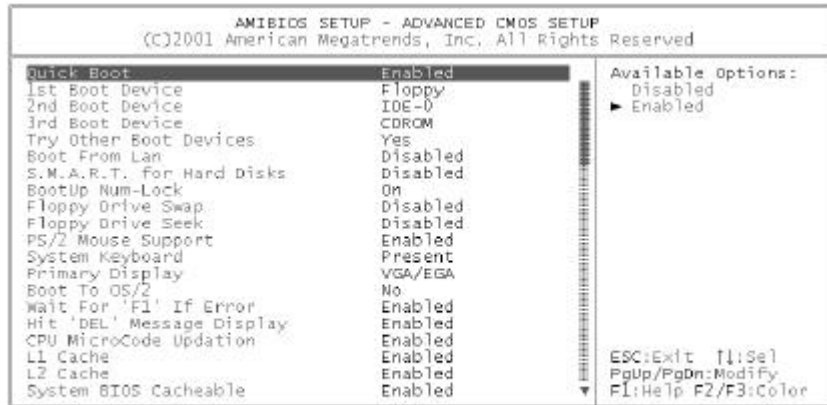 AMIBIOS SETUP - ADVANCED CMOS SETUP
(C)2001 American Megatrends, Inc. All Rights Reserved
Quick Boot Enabled
1st Boot Device Floppy
2nd Boot Device IDE-0
3rd Boot Device CDROM
Try Other Boot Devices Yes
Boot From Lan Disabled
S.M.A.R.T. for Hard Disks Disabled
BootUp Num-Lock On
Floppy Drive Swap Disabled
Floppy Drive Seek Disabled
PS/2 Mouse Support Enabled
System Keyboard Present
Primary Display VGA/EGA
Boot To OS/2 No
Wait For 'F1' If Error Enabled
Hit 'DEL' Message Display Enabled
CPU MicroCode Updation Enabled
L1 Cache Enabled
L2 Cache Enabled
System BIOS Cacheable Enabled
Available Options:
Disabled
► Enabled
ESC:Exit ↑↓:Sel
PgUp/PgDn:Modify
F1:Help F2/F3:Color